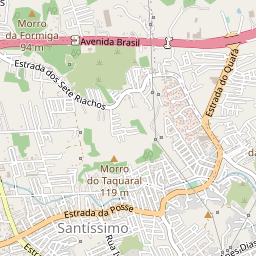 Morro
da Formiga
94 m
Avenida Brasil
Estrada dos Sete Riachos
Estrada do Quafá
Morro
do Taquaral
119 m
Estrada da Posse
Santíssimo